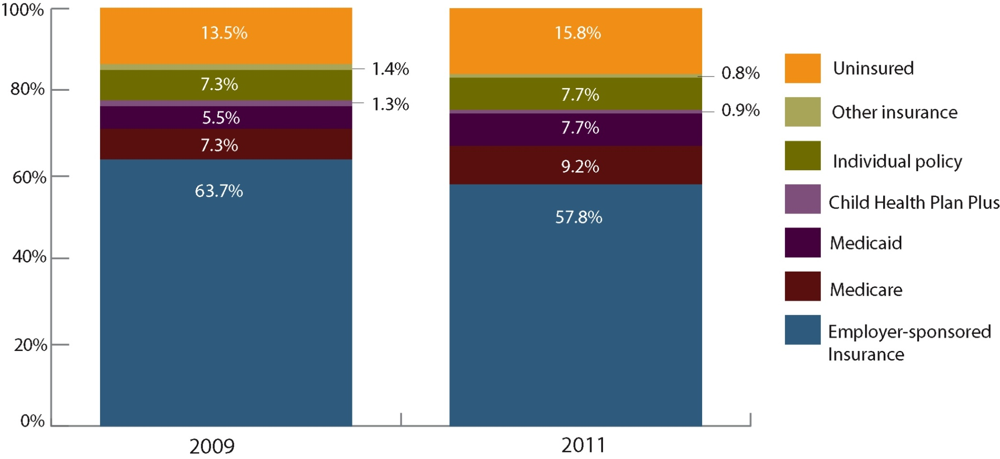 100%
80%
60%
40%
20%
0%
13.5%
1.4%
7.3%
1.3%
5.5%
7.3%
63.7%
2009
15.8%
0.8%
7.7%
0.9%
7.7%
9.2%
57.8%
2011
Uninsured
Other insurance
Individual policy
Child Health Plan Plus
Medicaid
Medicare
Employer-sponsored
Insurance